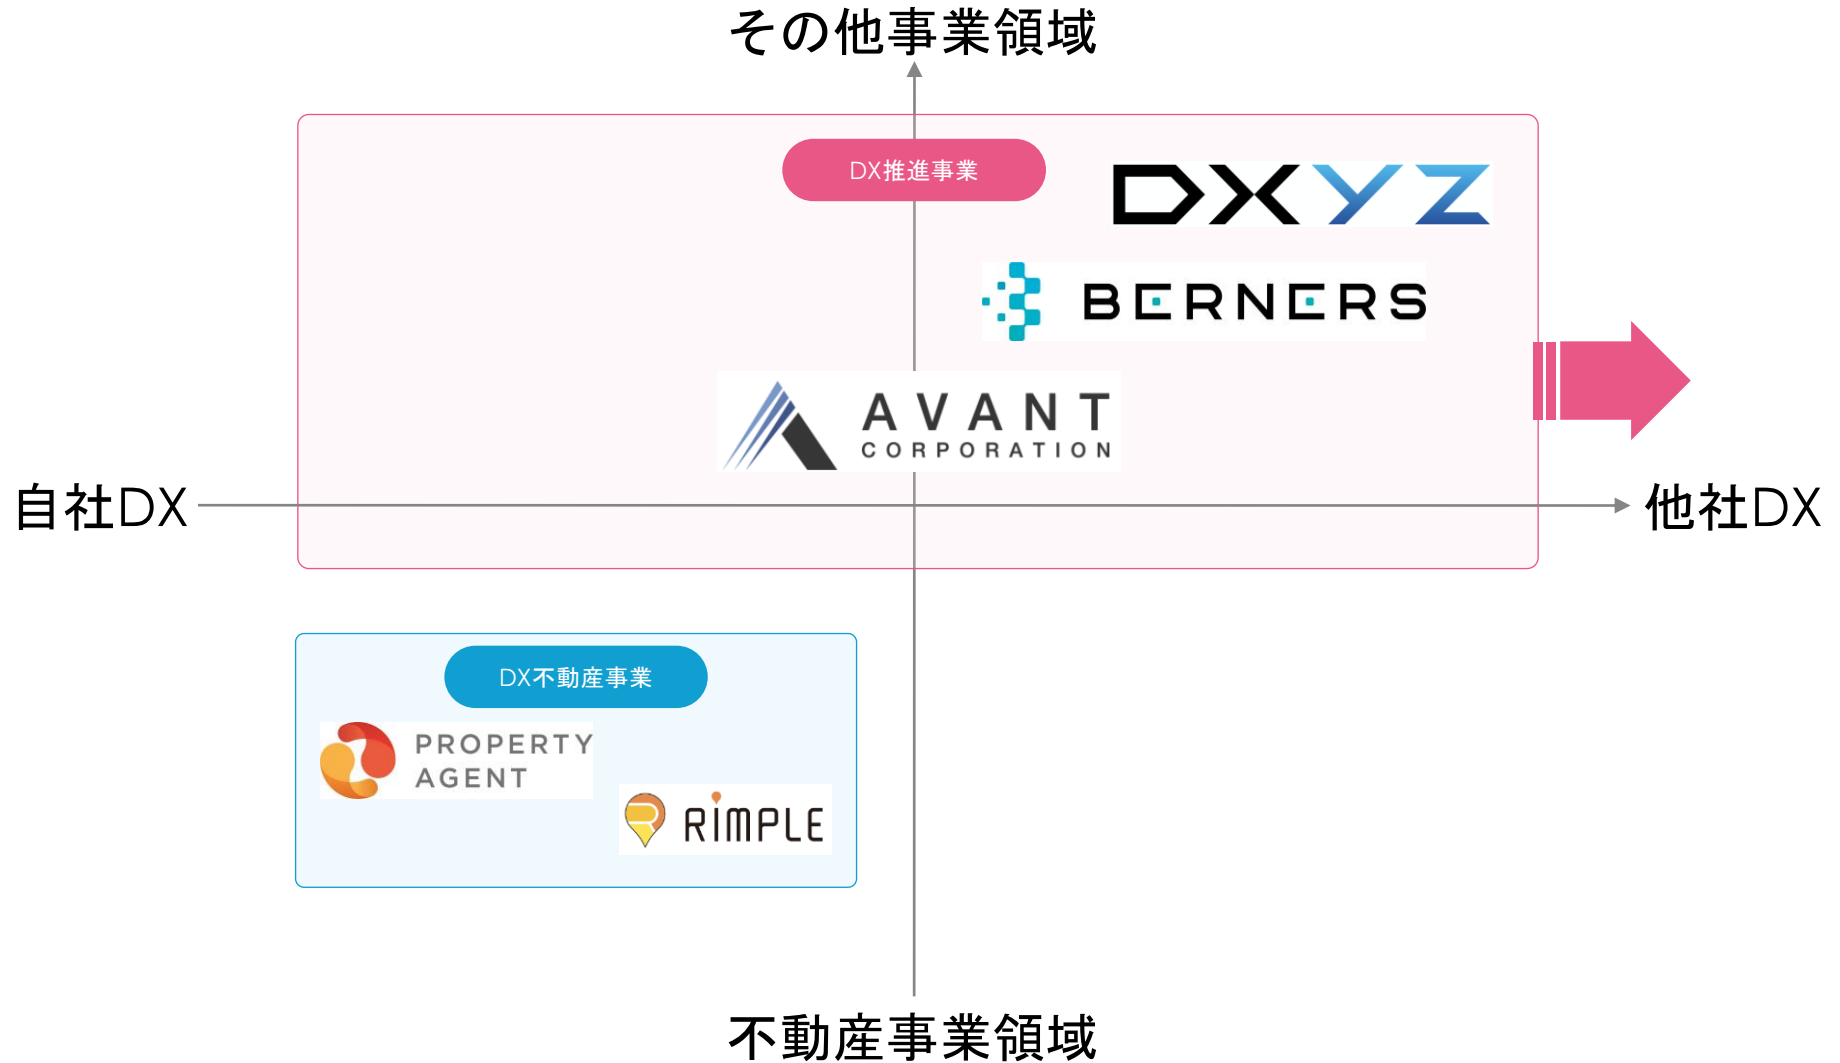 その他事業領域
DX推進事業
DXYZ
BERNERS
AVANT
CORPORATION
自社DX
他社DX
DX不動産事業
PROPERTY
AGENT
RIMPLE
不動産事業領域